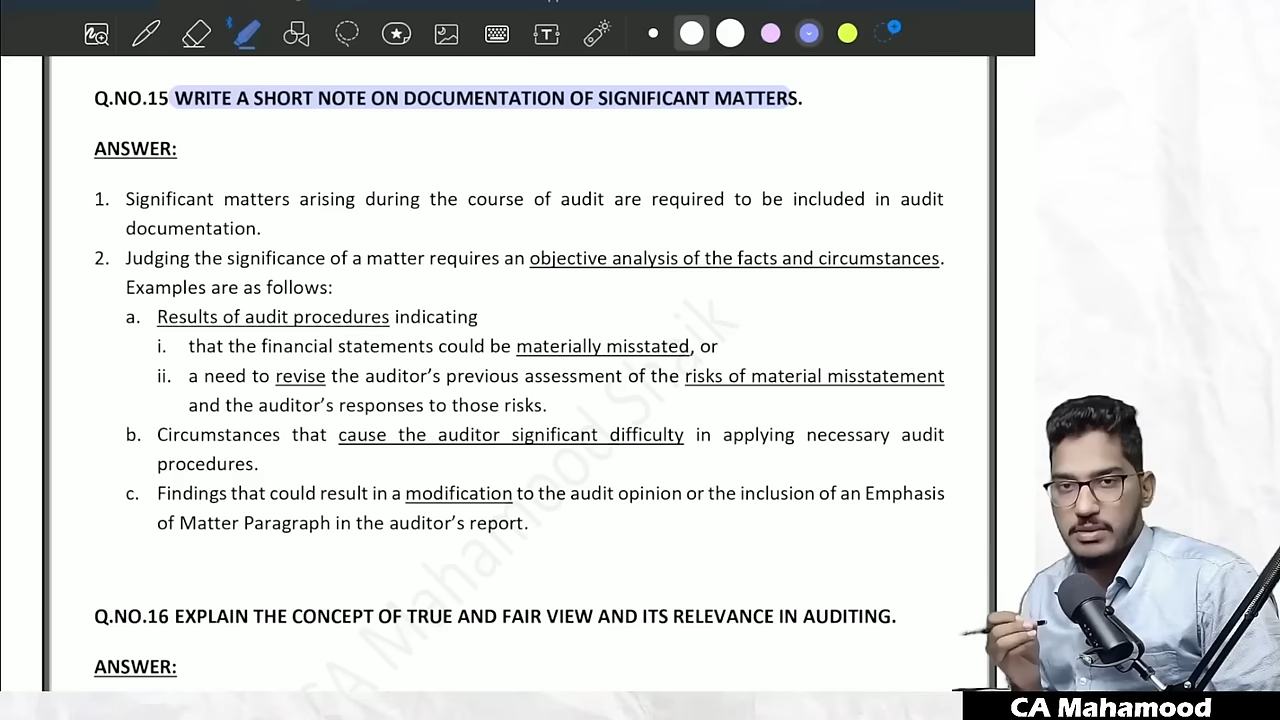 Q.NO.15 WRITE A SHORT NOTE ON DOCUMENTATION OF SIGNIFICANT MATTERS.
ANSWER:
1. Significant matters arising during the course of audit are required to be included in audit
documentation.
2. Judging the significance of a matter requires an objective analysis of the facts and circumstances.
Examples are as follows:
a. Results of audit procedures indicating
i. that the financial statements could be materially misstated, or
ii. a need to revise the auditor’s previous assessment of the risks of material misstatement
and the auditor’s responses to those risks.
b. Circumstances that cause the auditor significant difficulty in applying necessary audit
procedures.
c. Findings that could result in a modification to the audit opinion or the inclusion of an Emphasis
of Matter Paragraph in the auditor’s report.
CA Mahamood Shaik
Q.NO.16 EXPLAIN THE CONCEPT OF TRUE AND FAIR VIEW AND ITS RELEVANCE IN AUDITING.
ANSWER:
CA Mahamood